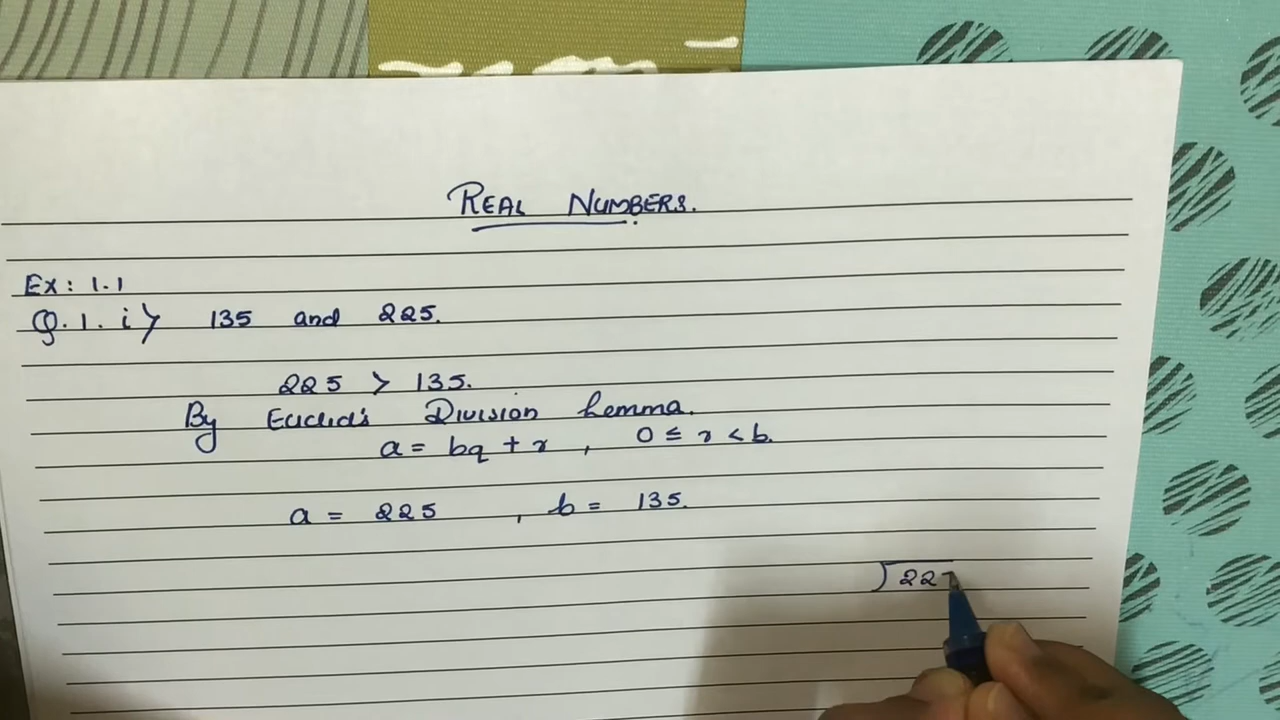 REAL NUMBERS.
Ex: 1.1
Q.1. i> 135 and 225.
225 > 135.
By Euclid's Division Lemma.
a = bq + r , 0 ≤ r < b.
a = 225 , b = 135.
)22